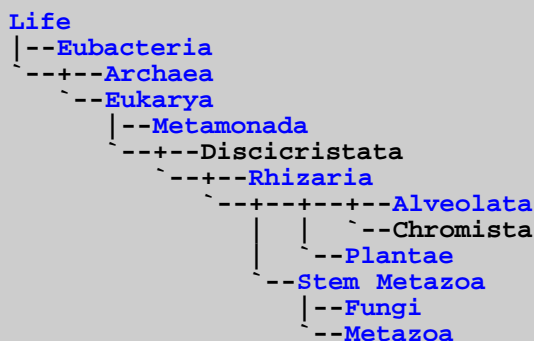 Life
|--Eubacteria
`--+--Archaea
   `--Eukarya
      |--Metamonada
      `--+--Discicristata
         `--+--Rhizaria
            `--+--+--+--Alveolata
               |  |  `--Chromista
               |  `--Plantae
               `--Stem Metazoa
                  |--Fungi
                  `--Metazoa